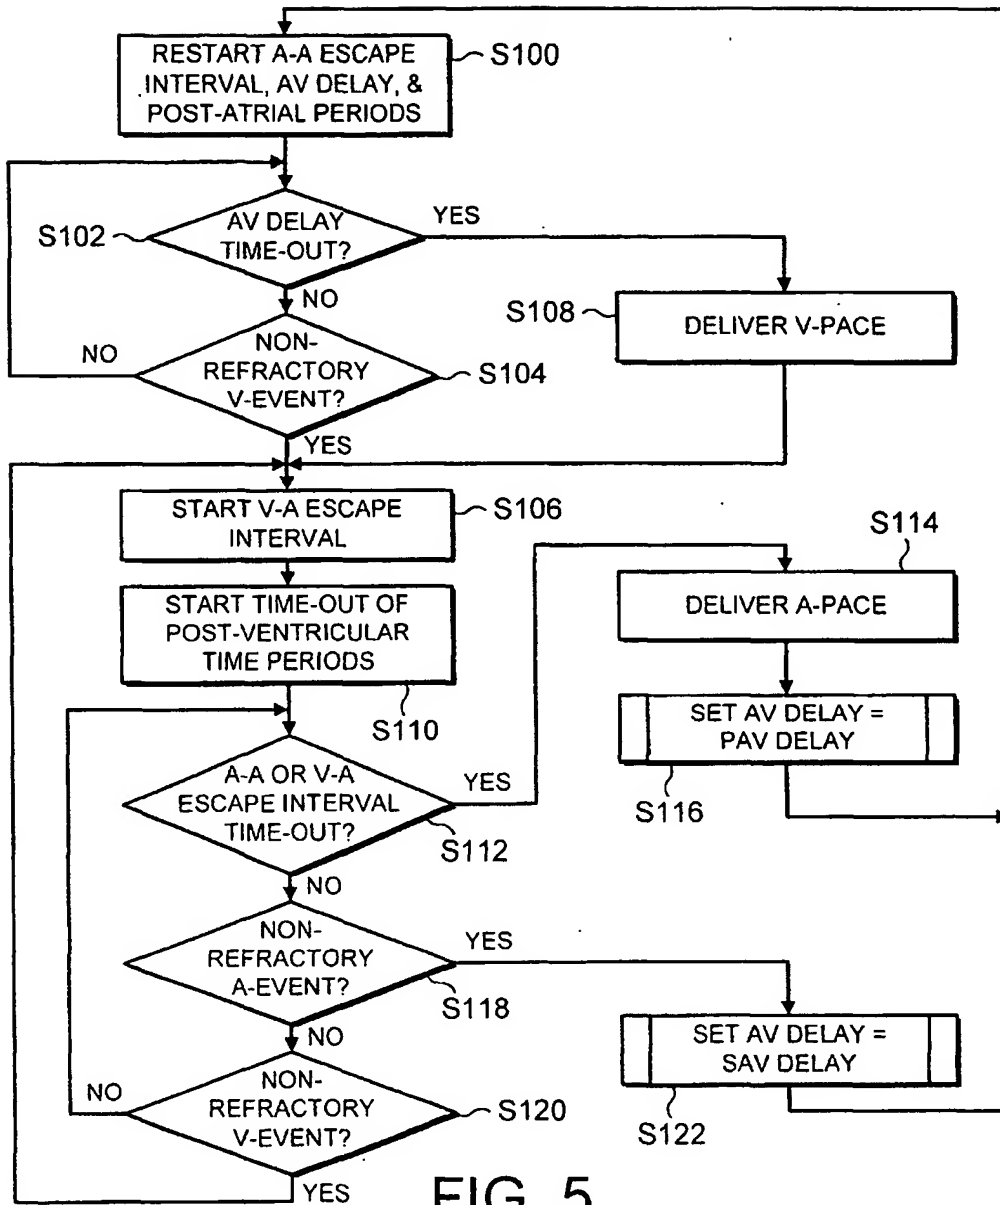 RESTART A-A ESCAPE
INTERVAL, AV DELAY, &
POST-ATRIAL PERIODS
S100
S102
AV DELAY
TIME-OUT?
YES
NO
S108
DELIVER V-PACE
NO
NON-
REFRACTORY
V-EVENT?
S104
YES
START V-A ESCAPE
INTERVAL
S106
START TIME-OUT OF
POST-VENTRICULAR
TIME PERIODS
S110
S114
DELIVER A-PACE
SET AV DELAY =
PAV DELAY
S116
A-A OR V-A
ESCAPE INTERVAL
TIME-OUT?
YES
S112
NO
NON-
REFRACTORY
A-EVENT?
YES
S118
NO
SET AV DELAY =
SAV DELAY
S122
NO
NON-
REFRACTORY
V-EVENT?
S120
YES
FIG. 5